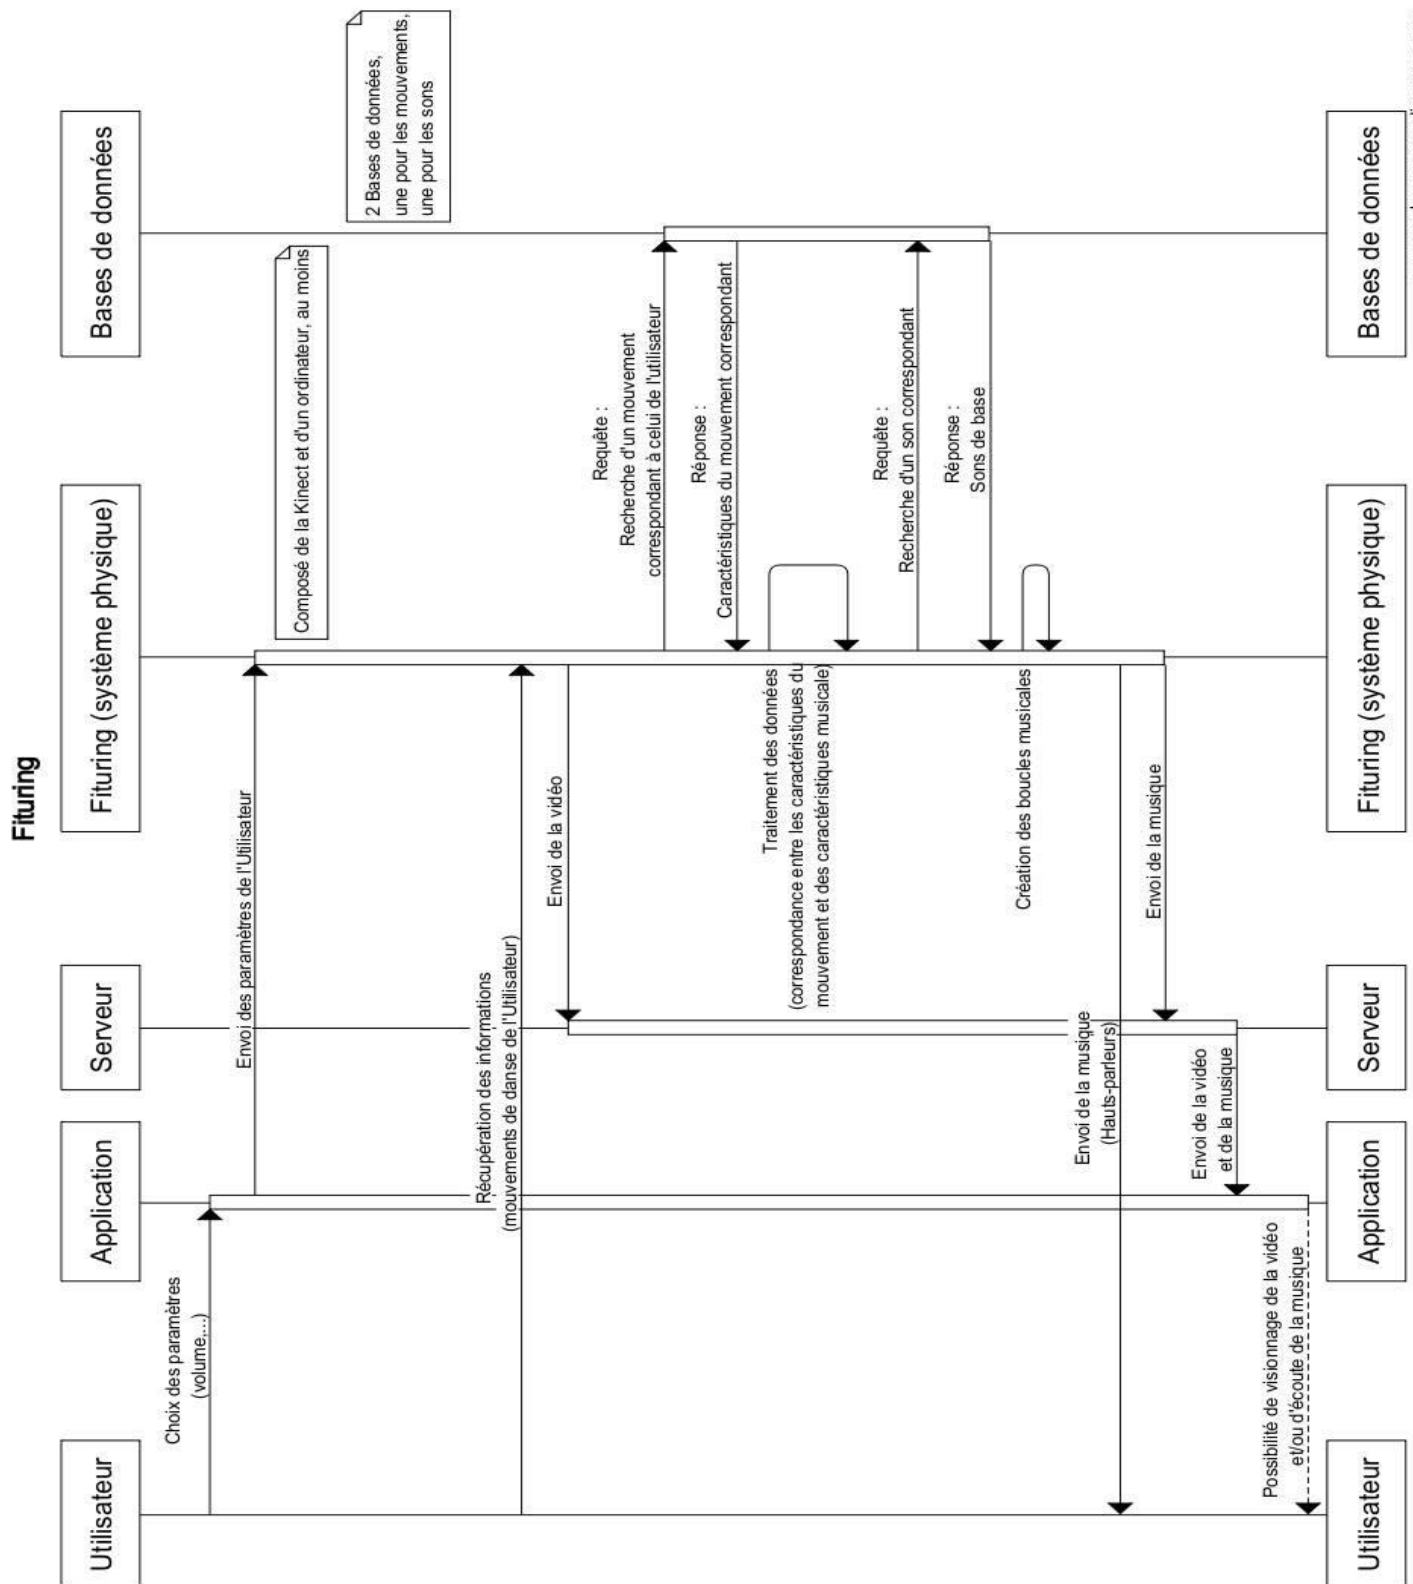 Fituring
Utilisateur
Application
Serveur
Fituring (système physique)
Bases de données
Choix des paramètres
(volume,...)
Envoi des paramètres de l'Utilisateur
Composé de la Kinect et d'un ordinateur, au moins
2 Bases de données,
une pour les mouvements,
une pour les sons
Récupération des informations
(mouvements de danse de l'Utilisateur)
Envoi de la vidéo
Requête :
Recherche d'un mouvement
correspondant à celui de l'utilisateur
Réponse :
Caractéristiques du mouvement correspondant
Traitement des données
(correspondance entre les caractéristiques du
mouvement et des caractéristiques musicale)
Requête :
Recherche d'un son correspondant
Réponse :
Sons de base
Création des boucles musicales
Envoi de la musique
(Hauts-parleurs)
Envoi de la musique
Envoi de la vidéo
et de la musique
Possibilité de visionnage de la vidéo
et/ou d'écoute de la musique
Utilisateur
Application
Serveur
Fituring (système physique)
Bases de données